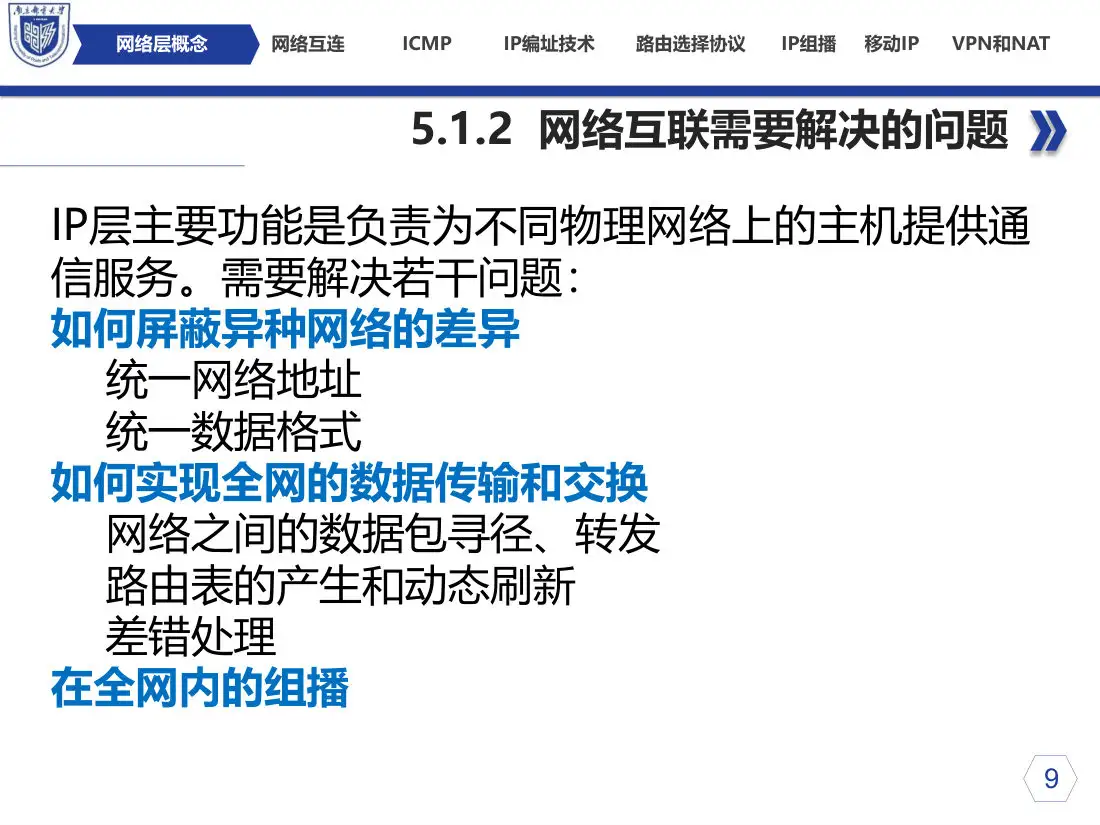 网络层概念
网络互连
ICMP
IP编址技术
路由选择协议
IP组播
移动IP
VPN和NAT
5.1.2 网络互联需要解决的问题
IP层主要功能是负责为不同物理网络上的主机提供通
信服务。需要解决若干问题：
如何屏蔽异种网络的差异
统一网络地址
统一数据格式
如何实现全网的数据传输和交换
网络之间的数据包寻径、转发
路由表的产生和动态刷新
差错处理
在全网内的组播
9